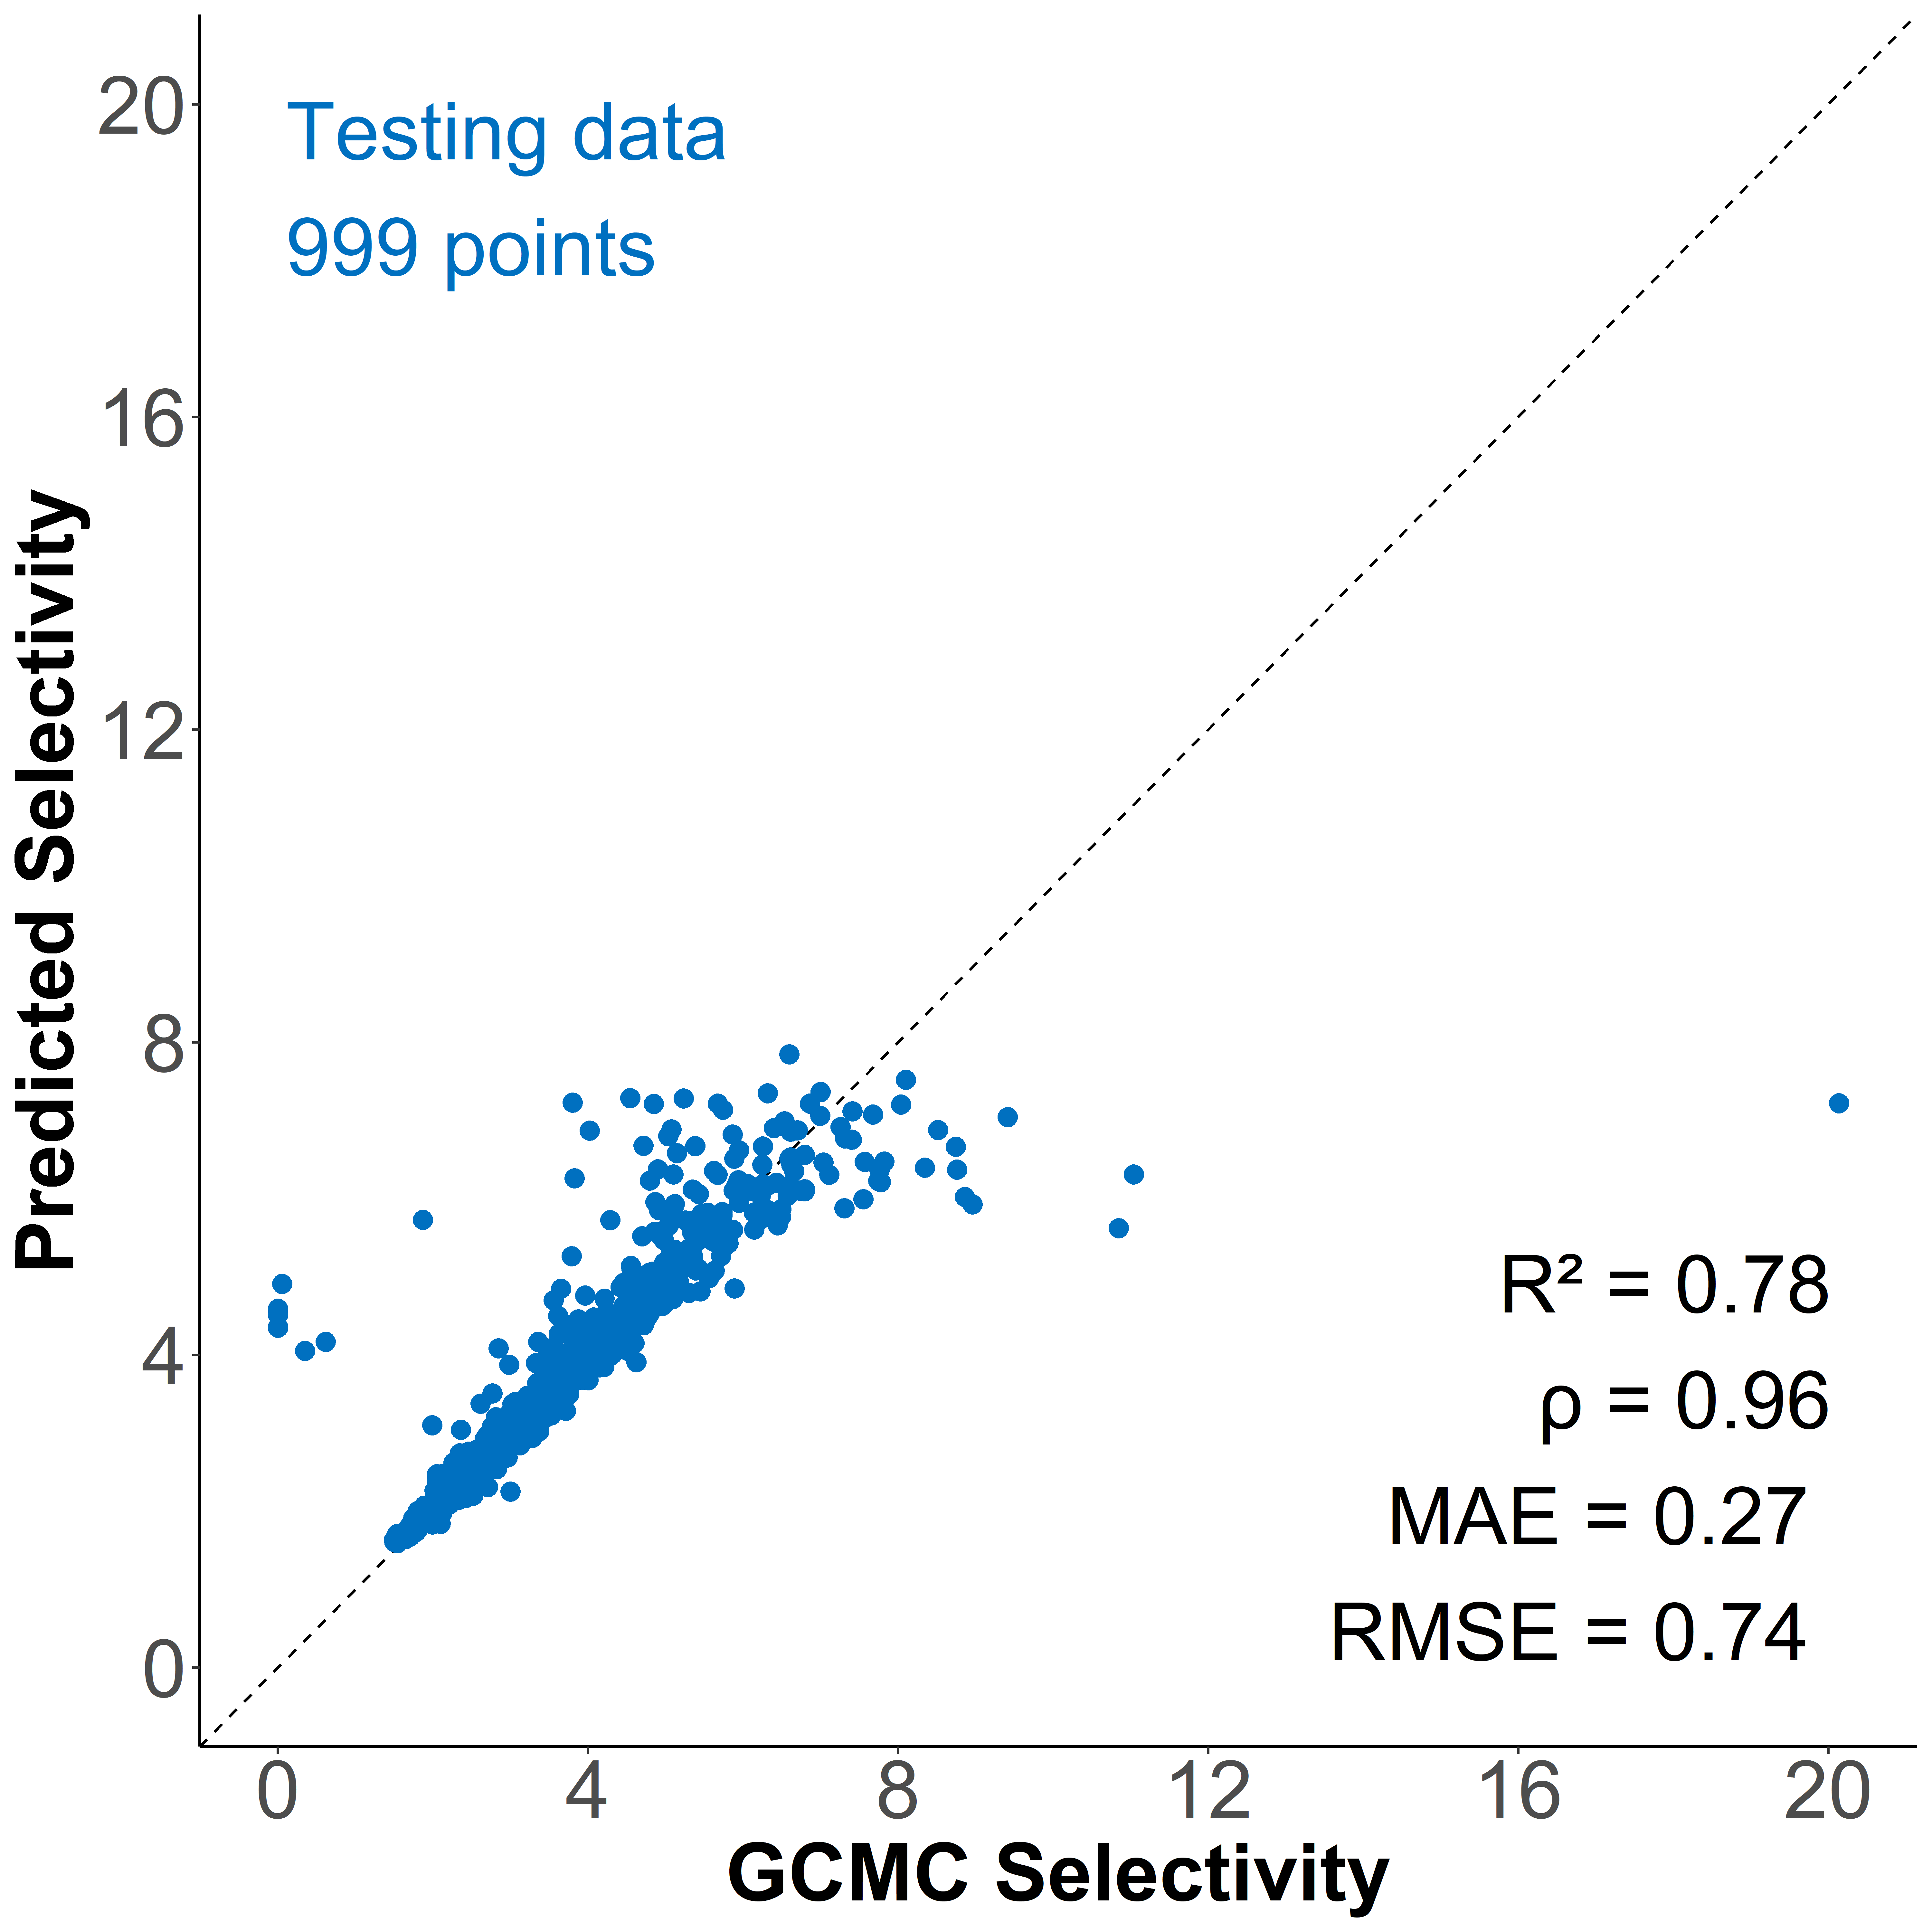 Testing data
999 points
20
16
12
8
4
0
Predicted Selectivity
R² = 0.78
ρ = 0.96
MAE = 0.27
RMSE = 0.74
0 4 8 12 16 20
GCMC Selectivity